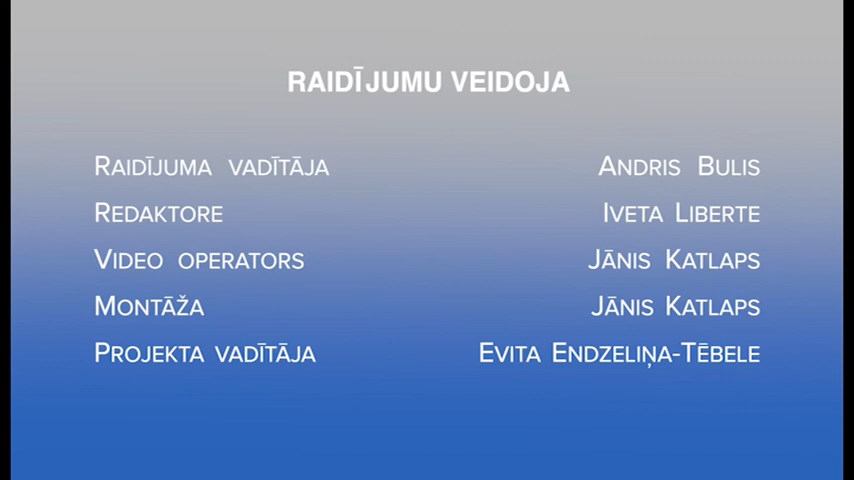 RAIDĪJUMU VEIDOJA
RAIDĪJUMA VADĪTĀJA ANDRIS BULIS
REDAKTORE IVETA LIBERTE
VIDEO OPERATORS JĀNIS KATLAPS
MONTĀŽA JĀNIS KATLAPS
PROJEKTA VADĪTĀJA EVITA ENDZELIŅA-TĒBELE